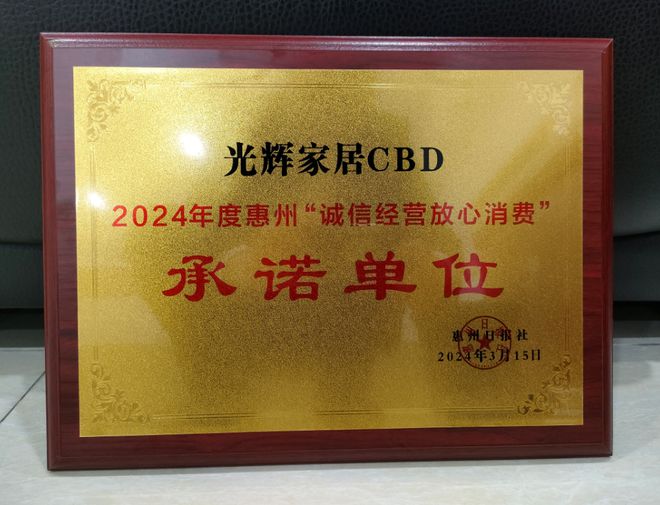 光辉家居CBD
2024年度惠州“诚信经营放心消费”
承诺单位
惠州日报社
2024年3月15日